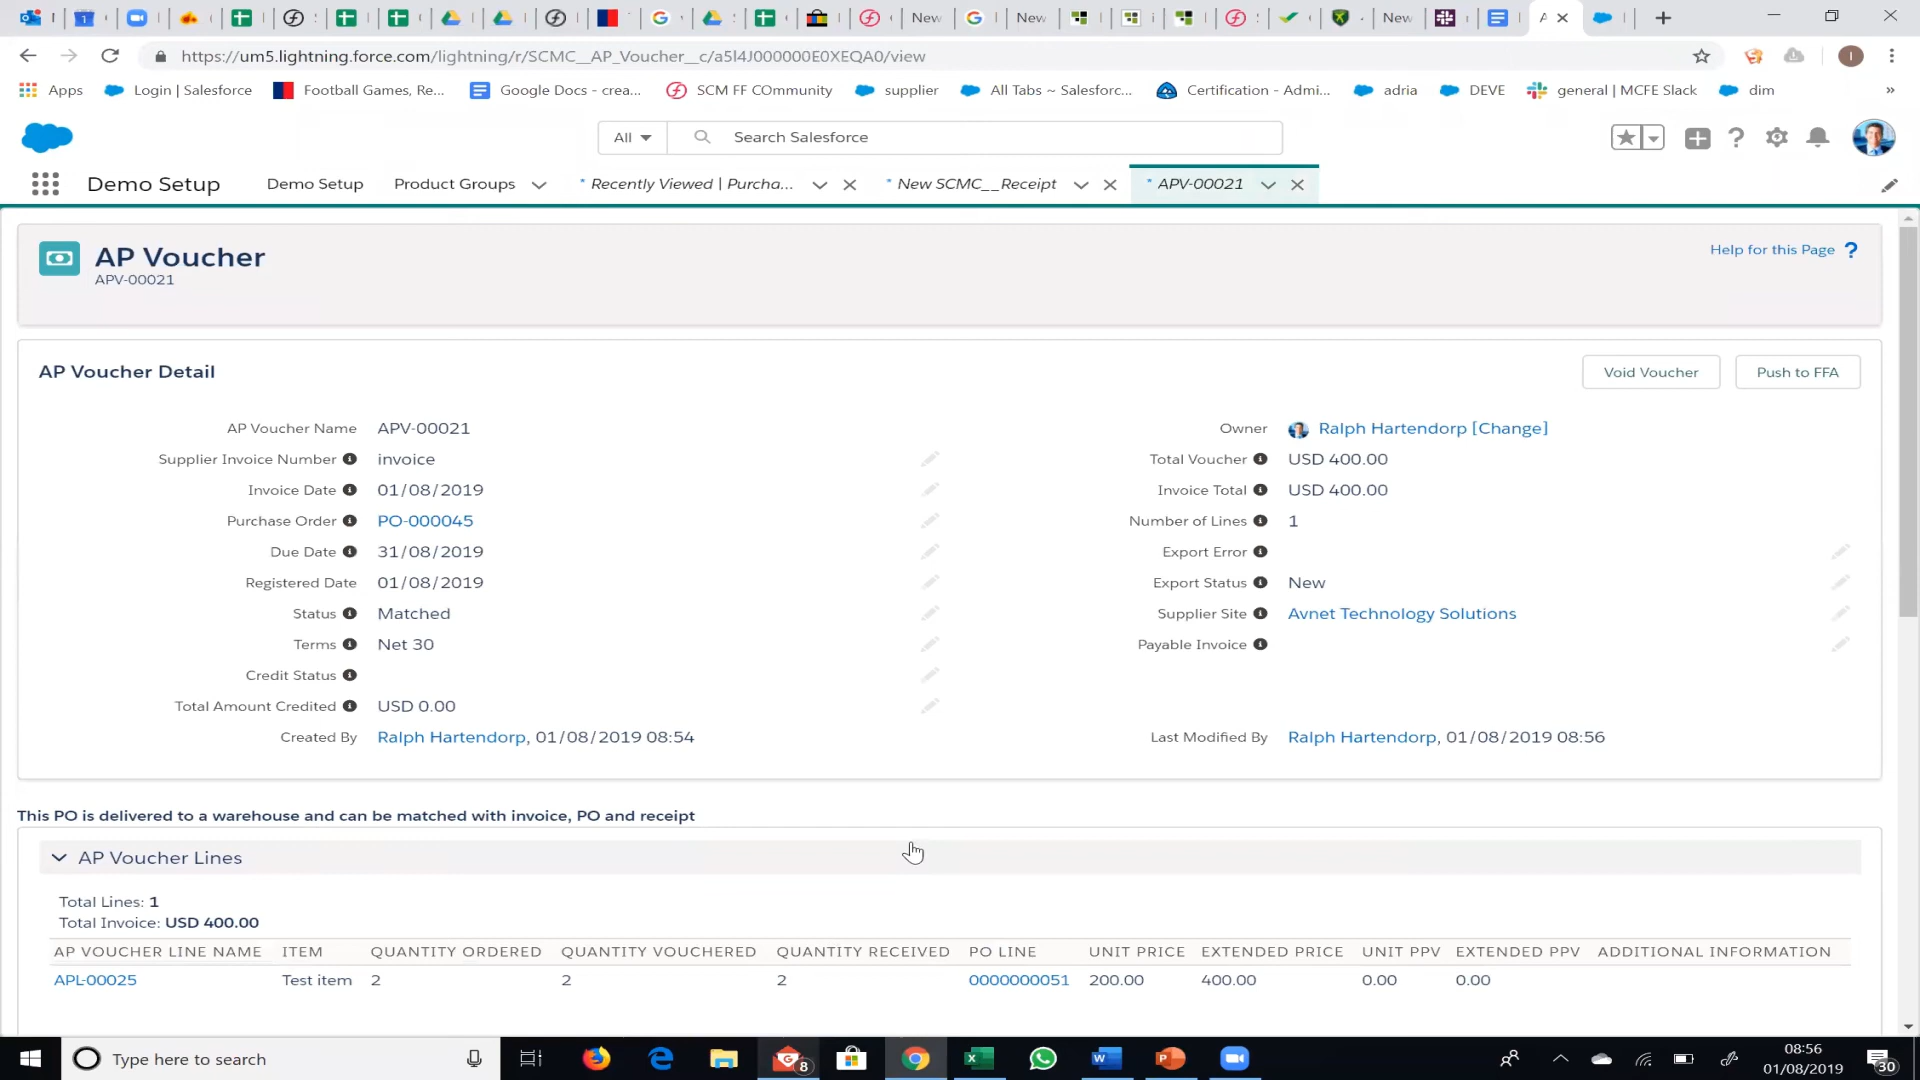 New
New
New
https://um5.lightning.force.com/lightning/r/SCMC__AP_Voucher__c/a5l4J000000E0XEQA0/view
Apps
Login | Salesforce
Football Games, Re...
Google Docs - crea...
SCM FF COmmunity
supplier
All Tabs ~ Salesforc...
Certification - Admi...
adria
DEVE
general | MCFE Slack
dim
»
All
Search Salesforce
Demo Setup
Demo Setup
Product Groups
* Recently Viewed | Purcha...
* New SCMC__Receipt
* APV-00021
AP Voucher
APV-00021
Help for this Page ?
AP Voucher Detail
Void Voucher
Push to FFA
AP Voucher Name APV-00021
Owner Ralph Hartendorp [Change]
Supplier Invoice Number invoice
Total Voucher USD 400.00
Invoice Date 01/08/2019
Invoice Total USD 400.00
Purchase Order PO-000045
Number of Lines 1
Due Date 31/08/2019
Export Error
Registered Date 01/08/2019
Export Status New
Status Matched
Supplier Site Avnet Technology Solutions
Terms Net 30
Payable Invoice
Credit Status
Total Amount Credited USD 0.00
Created By Ralph Hartendorp, 01/08/2019 08:54
Last Modified By Ralph Hartendorp, 01/08/2019 08:56
This PO is delivered to a warehouse and can be matched with invoice, PO and receipt
AP Voucher Lines
Total Lines: 1
Total Invoice: USD 400.00
AP VOUCHER LINE NAME ITEM QUANTITY ORDERED QUANTITY VOUCHERED QUANTITY RECEIVED PO LINE UNIT PRICE EXTENDED PRICE UNIT PPV EXTENDED PPV ADDITIONAL INFORMATION
APL-00025 Test item 2 2 2 0000000051 200.00 400.00 0.00 0.00
Type here to search
8
08:56
01/08/2019
30